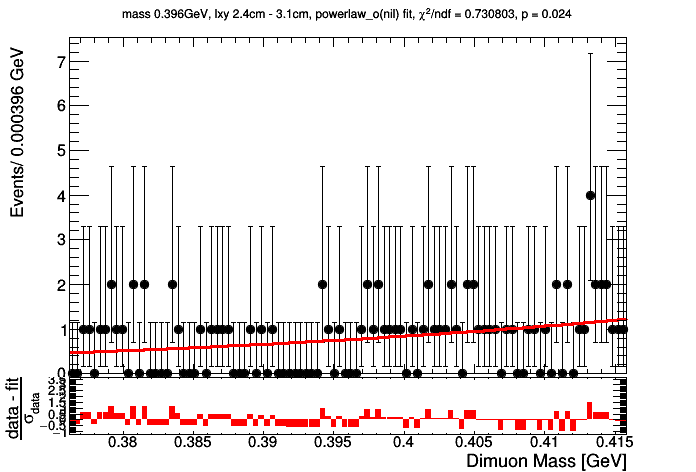 mass 0.396GeV, lxy 2.4cm - 3.1cm, powerlaw_o(nil) fit, χ²/ndf = 0.730803, p = 0.024
Events/ 0.000396 GeV
7
6
5
4
3
2
1
0
data - fit
σdata
0.38 0.385 0.39 0.395 0.4 0.405 0.41 0.415
Dimuon Mass [GeV]